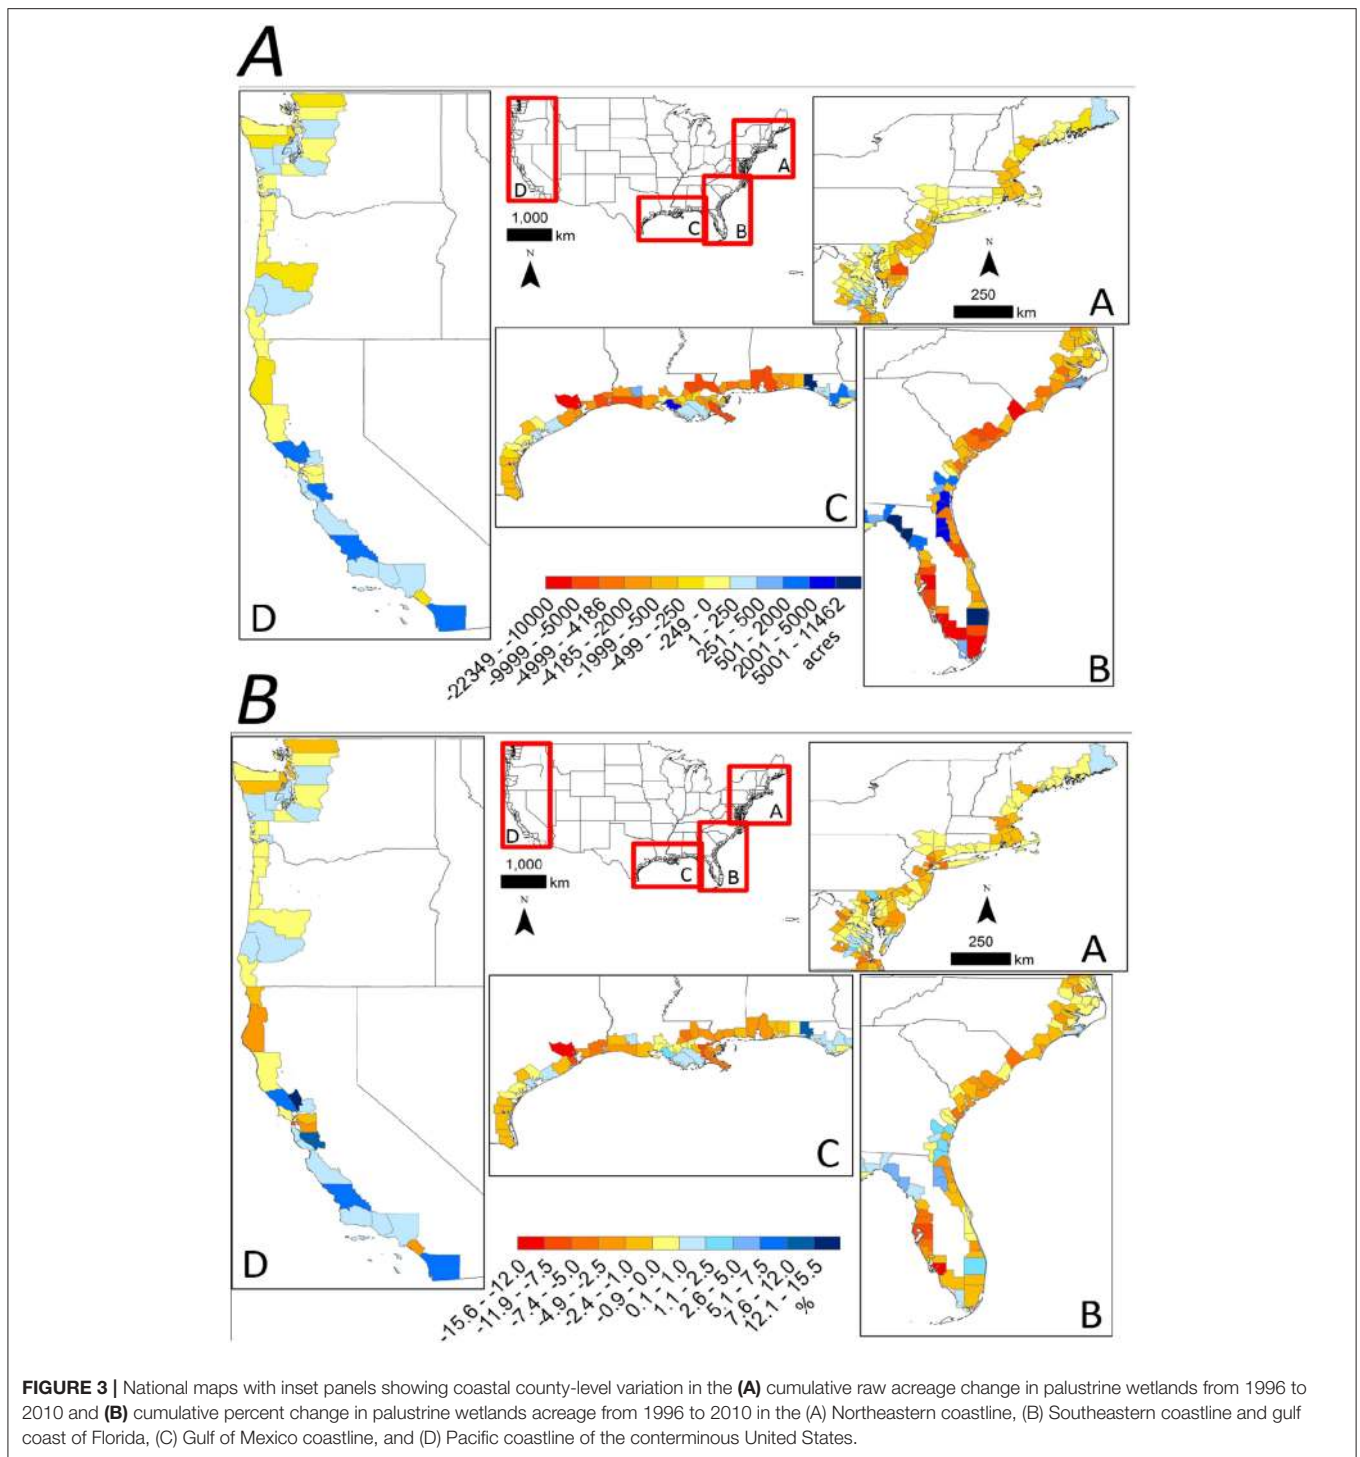 A
D
1,000
km
N
A
B
C
N
250
km
A
C
B
D
-22349 - -10000
-9999 - -5000
-4999 - -4186
-4185 - -2000
-1999 - -500
-499 - -250
-249 - 0
1 - 250
251 - 500
501 - 2000
2001 - 5000
5001 - 11462
acres
B
D
1,000
km
N
A
B
C
N
250
km
A
C
B
D
-15.6 - -12.0
-11.9 - -7.5
-7.4 - -5.0
-4.9 - -2.5
-2.4 - -1.0
-0.9 - 0.0
0.1 - 1.0
1.1 - 2.5
2.6 - 5.0
5.1 - 7.5
7.6 - 12.0
12.1 - 15.5
%
FIGURE 3 | National maps with inset panels showing coastal county-level variation in the (A) cumulative raw acreage change in palustrine wetlands from 1996 to
2010 and (B) cumulative percent change in palustrine wetlands acreage from 1996 to 2010 in the (A) Northeastern coastline, (B) Southeastern coastline and gulf
coast of Florida, (C) Gulf of Mexico coastline, and (D) Pacific coastline of the conterminous United States.